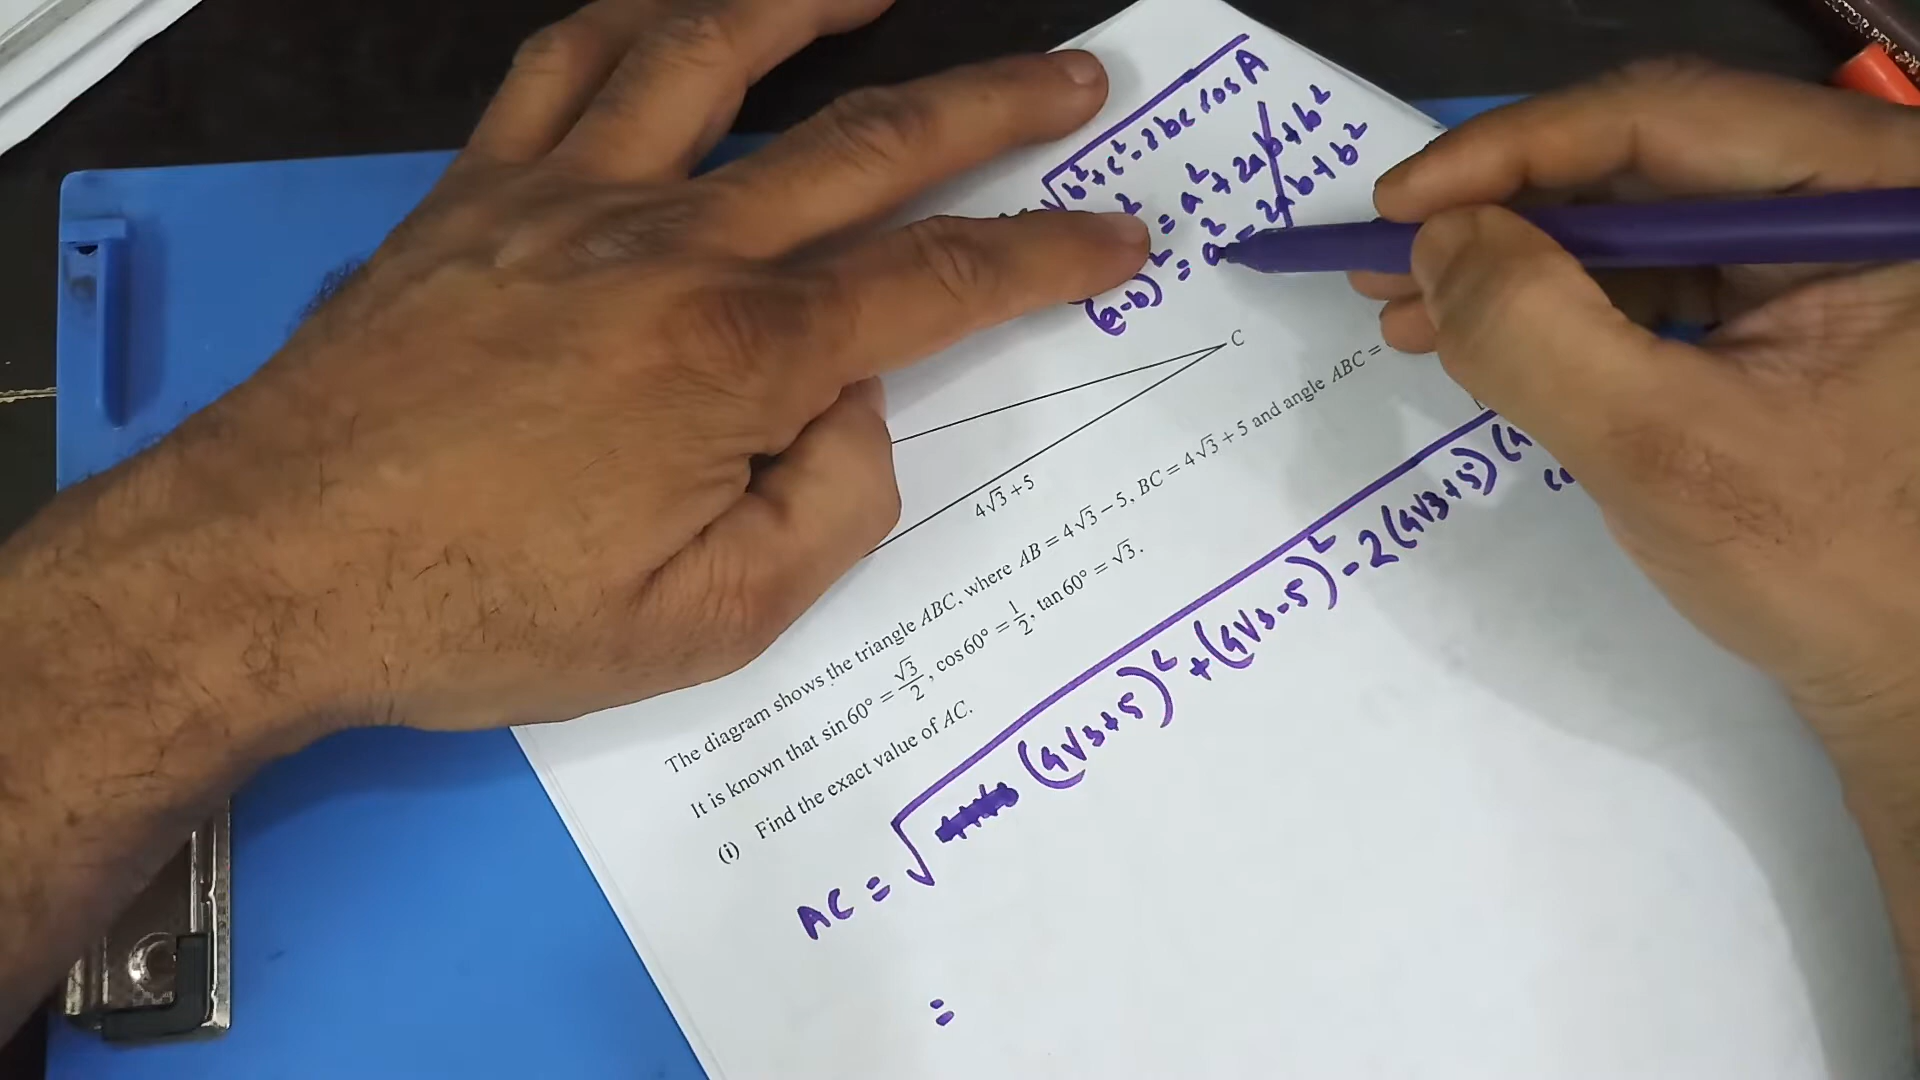 √b²+c²-2bc cos A
² = a²+2ab+b²
(a-b)² = a²-2ab+b²
C
4√3+5
The diagram shows the triangle ABC, where AB = 4√3 − 5, BC = 4√3 + 5 and angle ABC =
It is known that sin 60° = √3/2, cos 60° = 1/2, tan 60° = √3.
(i) Find the exact value of AC.
AC = √(4√3+5)²+(4√3-5)²-2(4√3+5)(4
=